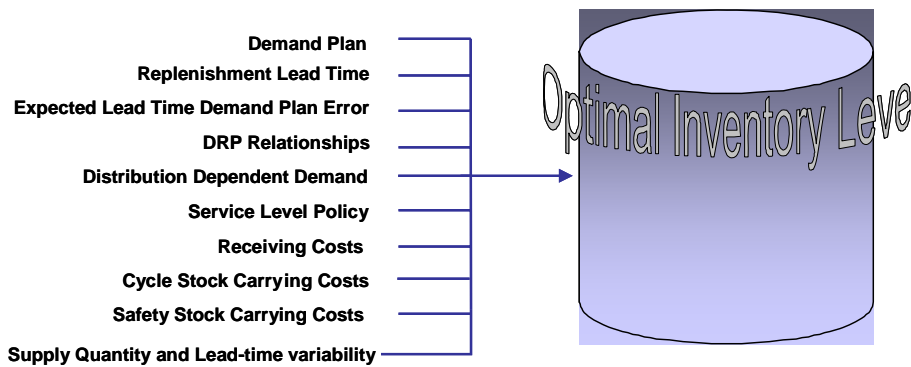 Demand Plan
Replenishment Lead Time
Expected Lead Time Demand Plan Error
DRP Relationships
Distribution Dependent Demand
Service Level Policy
Receiving Costs
Cycle Stock Carrying Costs
Safety Stock Carrying Costs
Supply Quantity and Lead-time variability
Optimal Inventory Leve